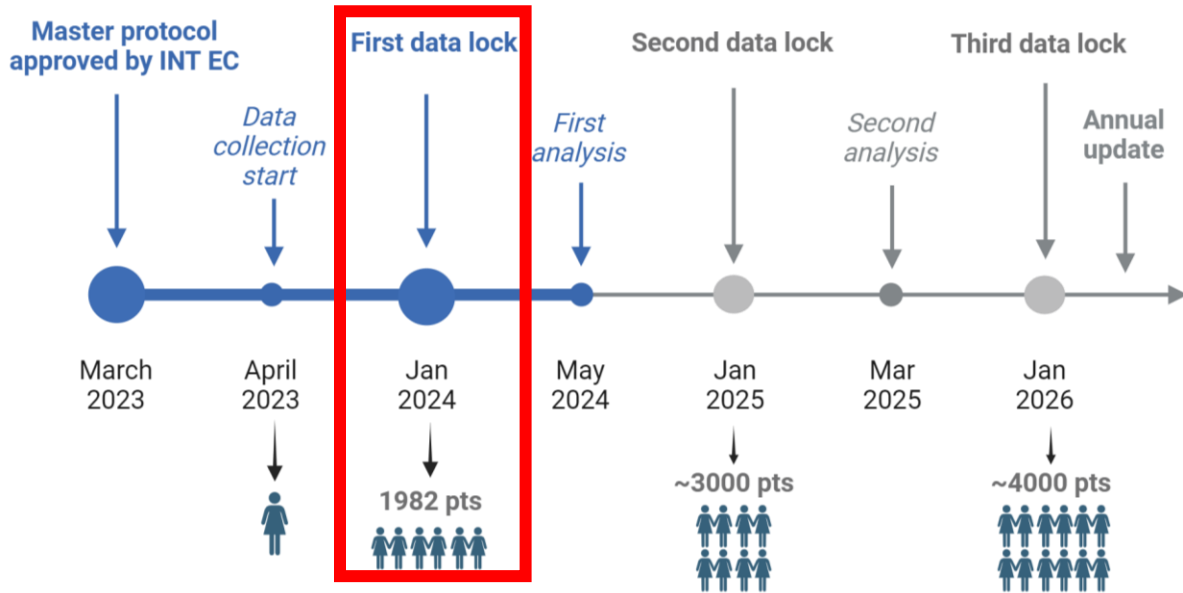 Master protocol
approved by INT EC
First data lock
Second data lock
Third data lock
Data
collection
start
First
analysis
Second
analysis
Annual
update
March
2023
April
2023
Jan
2024
May
2024
Jan
2025
Mar
2025
Jan
2026
1982 pts
~3000 pts
~4000 pts